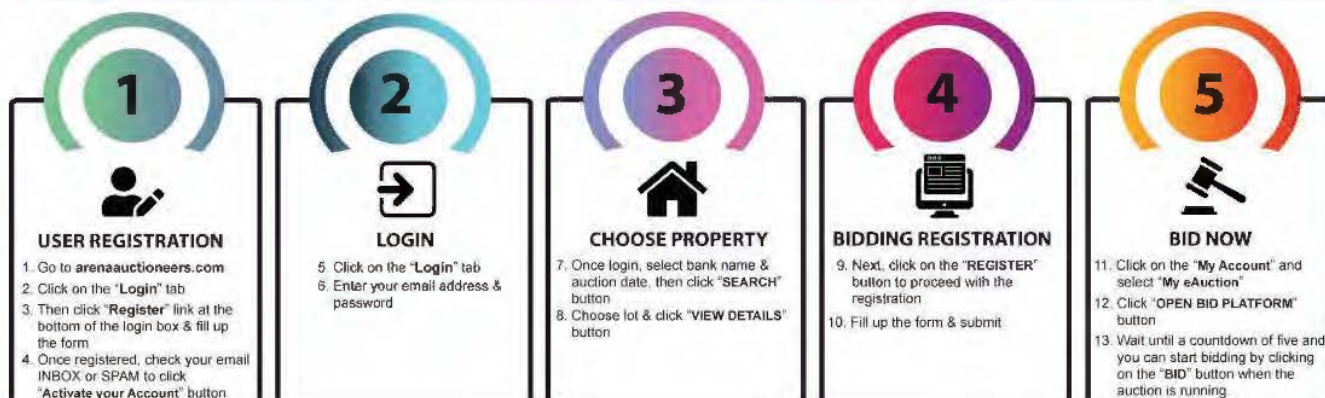 1
USER REGISTRATION
1. Go to arenaauctioneers.com
2. Click on the "Login" tab
3. Then click "Register" link at the
bottom of the login box & fill up
the form
4. Once registered, check your email
INBOX or SPAM to click
"Activate your Account" button
2
LOGIN
5. Click on the "Login" tab
6. Enter your email address &
password
3
CHOOSE PROPERTY
7. Once login, select bank name &
auction date, then click "SEARCH"
button
8. Choose lot & click "VIEW DETAILS"
button
4
BIDDING REGISTRATION
9. Next, click on the "REGISTER"
button to proceed with the
registration
10. Fill up the form & submit
5
BID NOW
11. Click on the "My Account" and
select "My eAuction"
12. Click "OPEN BID PLATFORM"
button
13. Wait until a countdown of five and
you can start bidding by clicking
on the "BID" button when the
auction is running.